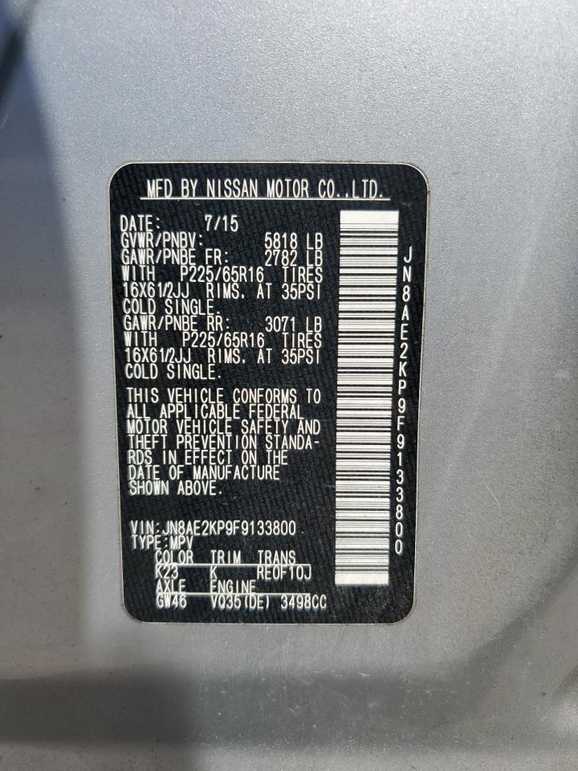 MFD BY NISSAN MOTOR CO.,LTD.
DATE: 7/15
GVWR/PNBV: 5818 LB
GAWR/PNBE FR: 2782 LB
WITH P225/65R16 TIRES
16X61/2JJ RIMS. AT 35PSI
COLD SINGLE.
GAWR/PNBE RR: 3071 LB
WITH P225/65R16 TIRES
16X61/2JJ RIMS. AT 35PSI
COLD SINGLE.
THIS VEHICLE CONFORMS TO
ALL APPLICABLE FEDERAL
MOTOR VEHICLE SAFETY AND
THEFT PREVENTION STANDA-
RDS IN EFFECT ON THE
DATE OF MANUFACTURE
SHOWN ABOVE.
VIN:JN8AE2KP9F9133800
TYPE:MPV
COLOR TRIM TRANS
K23 K RE0F10J
AXLE ENGINE
GW46 VQ35(DE) 3498CC
JN8AE2KP9F9133800